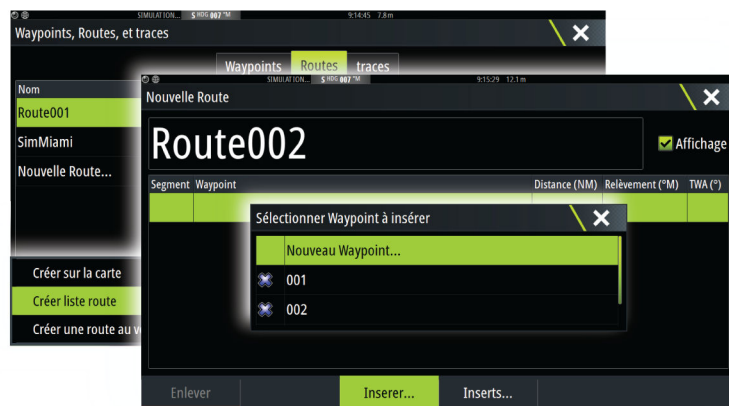 SIMULATION... S HDG 007 °M 9:14:45 7.8m
Waypoints, Routes, et traces
Waypoints Routes traces
Nom
Route001
SimMiami
Nouvelle Route...
Créer sur la carte
Créer liste route
Créer une route au v
SIMULATION... S HDG 007 °M 9:15:29 12.1 m
Nouvelle Route
Route002
Affichage
Segment Waypoint Distance (NM) Relèvement (°M) TWA (°)
Sélectionner Waypoint à insérer
Nouveau Waypoint...
001
002
Enlever Inserer... Inserts...